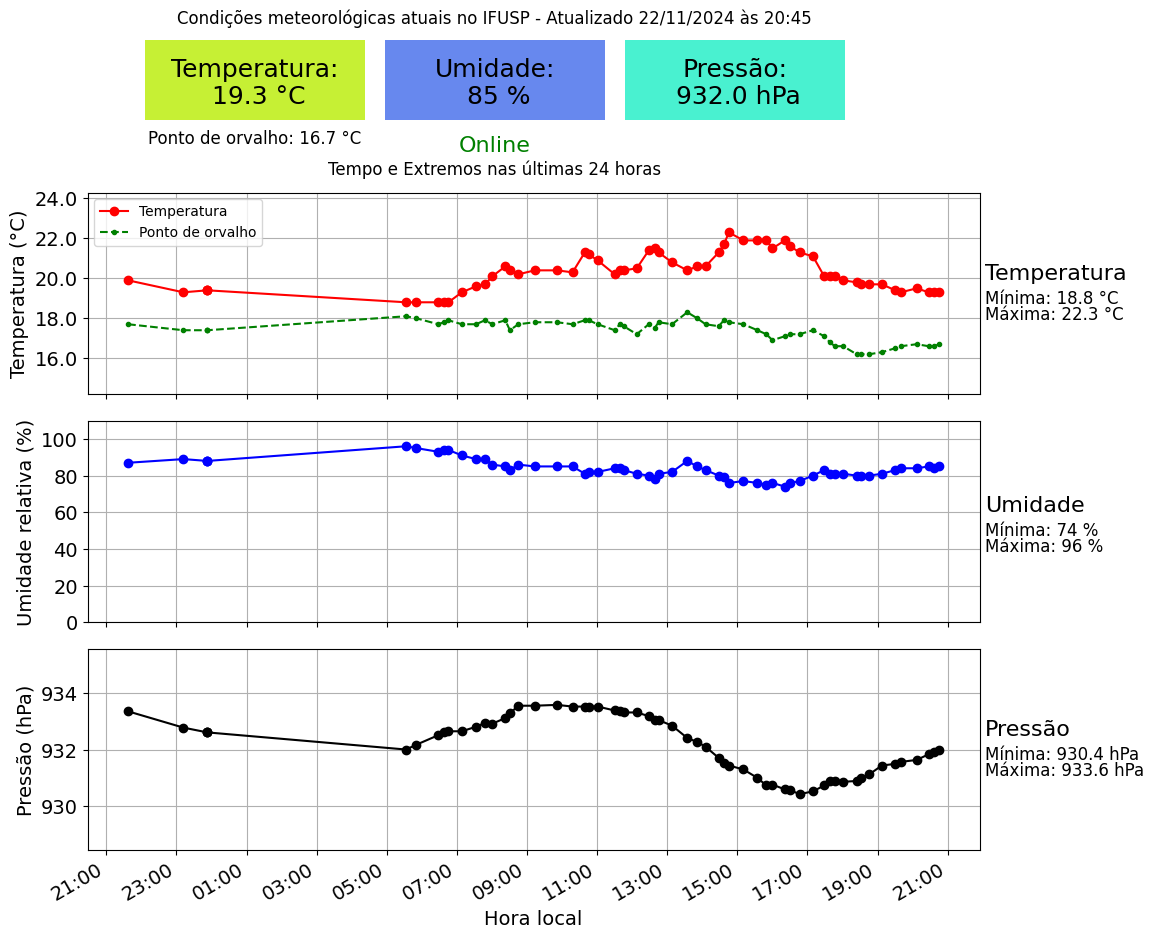 Condições meteorológicas atuais no IFUSP - Atualizado 22/11/2024 às 20:45
Temperatura:
19.3 °C
Umidade:
85 %
Pressão:
932.0 hPa
Ponto de orvalho: 16.7 °C
Online
Tempo e Extremos nas últimas 24 horas
Temperatura (°C)
24.0
22.0
20.0
18.0
16.0
Temperatura
Ponto de orvalho
Temperatura
Mínima: 18.8 °C
Máxima: 22.3 °C
Umidade relativa (%)
100
80
60
40
20
0
Umidade
Mínima: 74 %
Máxima: 96 %
Pressão (hPa)
934
932
930
Pressão
Mínima: 930.4 hPa
Máxima: 933.6 hPa
21:00
23:00
01:00
03:00
05:00
07:00
09:00
11:00
13:00
15:00
17:00
19:00
21:00
Hora local